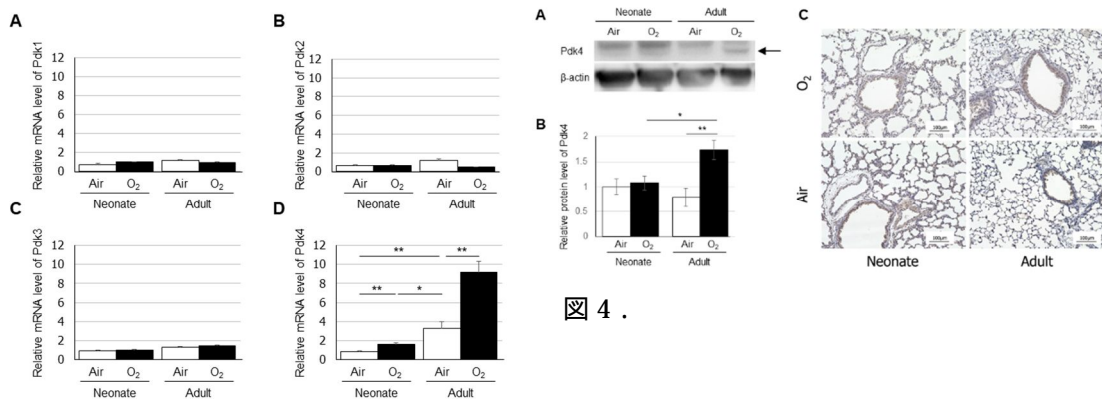 A
Relative mRNA level of Pdk1
12
10
8
6
4
2
0
Air O2 Air O2
Neonate Adult
B
Relative mRNA level of Pdk2
12
10
8
6
4
2
0
Air O2 Air O2
Neonate Adult
C
Relative mRNA level of Pdk3
12
10
8
6
4
2
0
Air O2 Air O2
Neonate Adult
D
Relative mRNA level of Pdk4
12
10
8
6
4
2
0
** **
** *
Air O2 Air O2
Neonate Adult
A
Neonate Adult
Air O2 Air O2
Pdk4
β-actin
B
Relative protein level of Pdk4
2
1.5
1
0.5
0
*
**
Air O2 Air O2
Neonate Adult
C
O2
100μm 100μm
Air
100μm 100μm
Neonate Adult
図 4 .